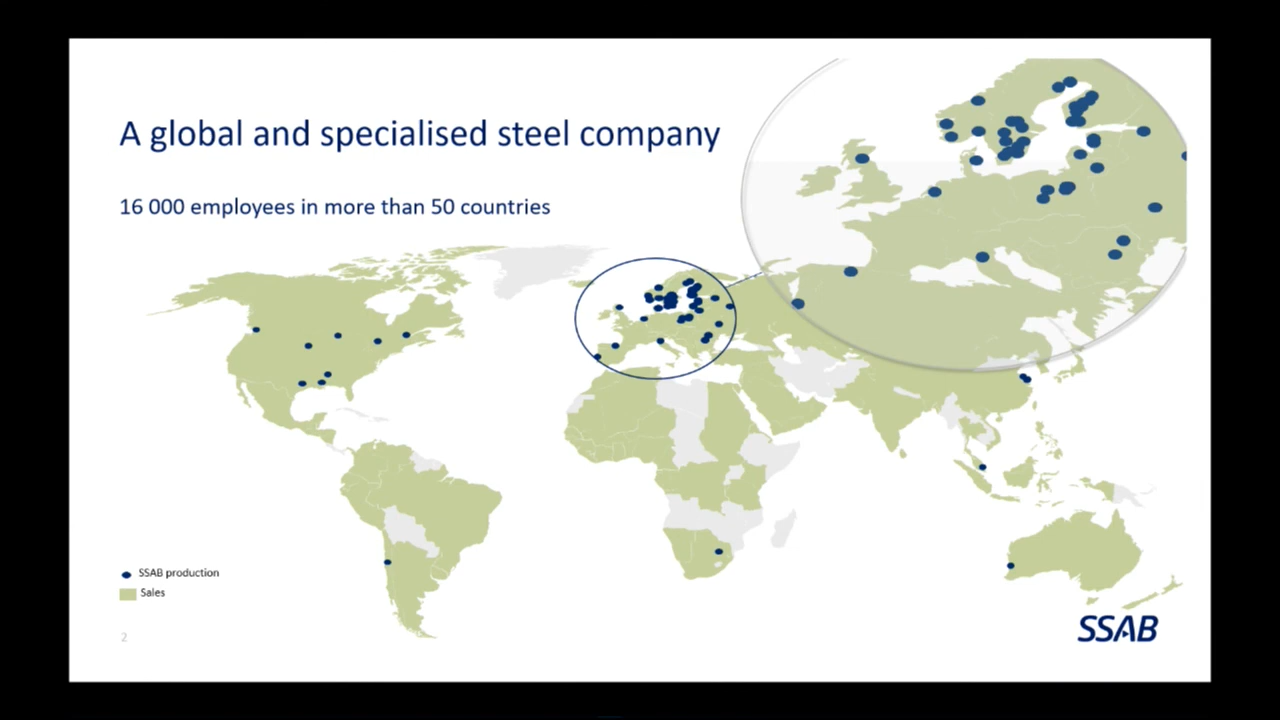 A global and specialised steel company
16 000 employees in more than 50 countries
SSAB production
Sales
2
SSAB